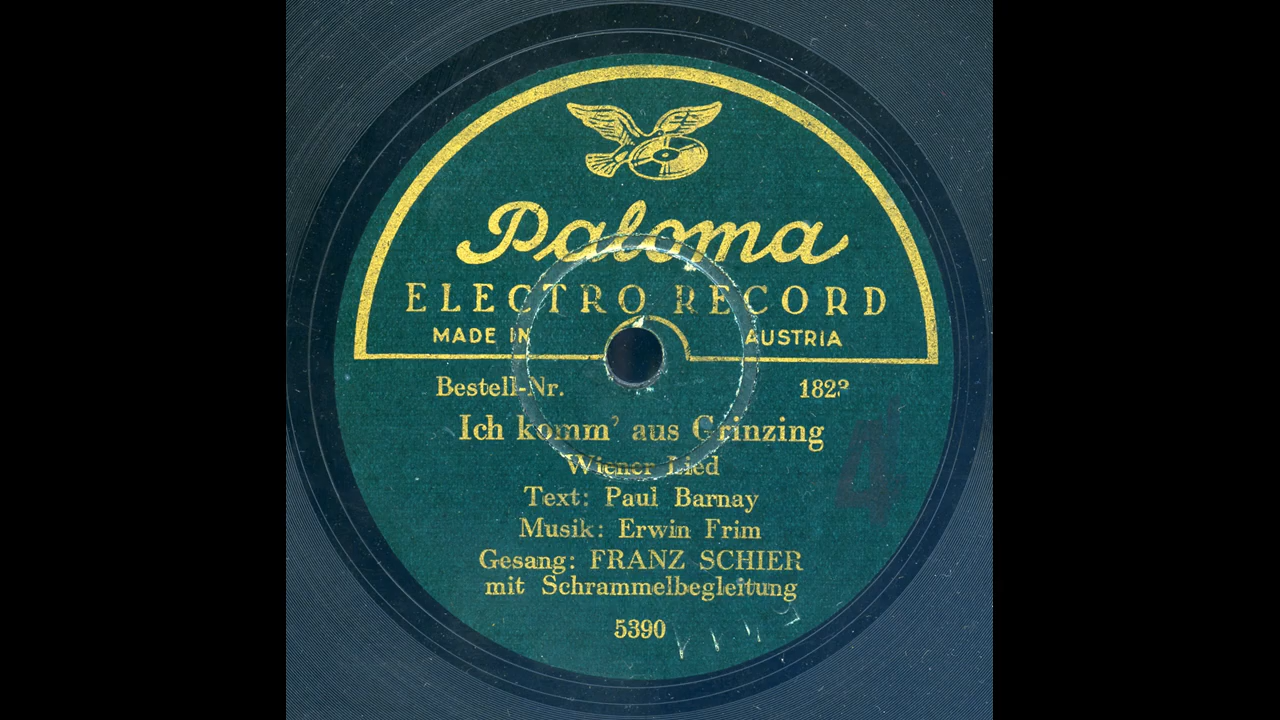 Paloma
ELECTRO RECORD
MADE IN AUSTRIA
Bestell-Nr.
Ich komm' aus Grinzing
Wiener Lied
Text: Paul Barnay
Musik: Erwin Frim
Gesang: FRANZ SCHIER
mit Schrammelbegleitung
5390
4